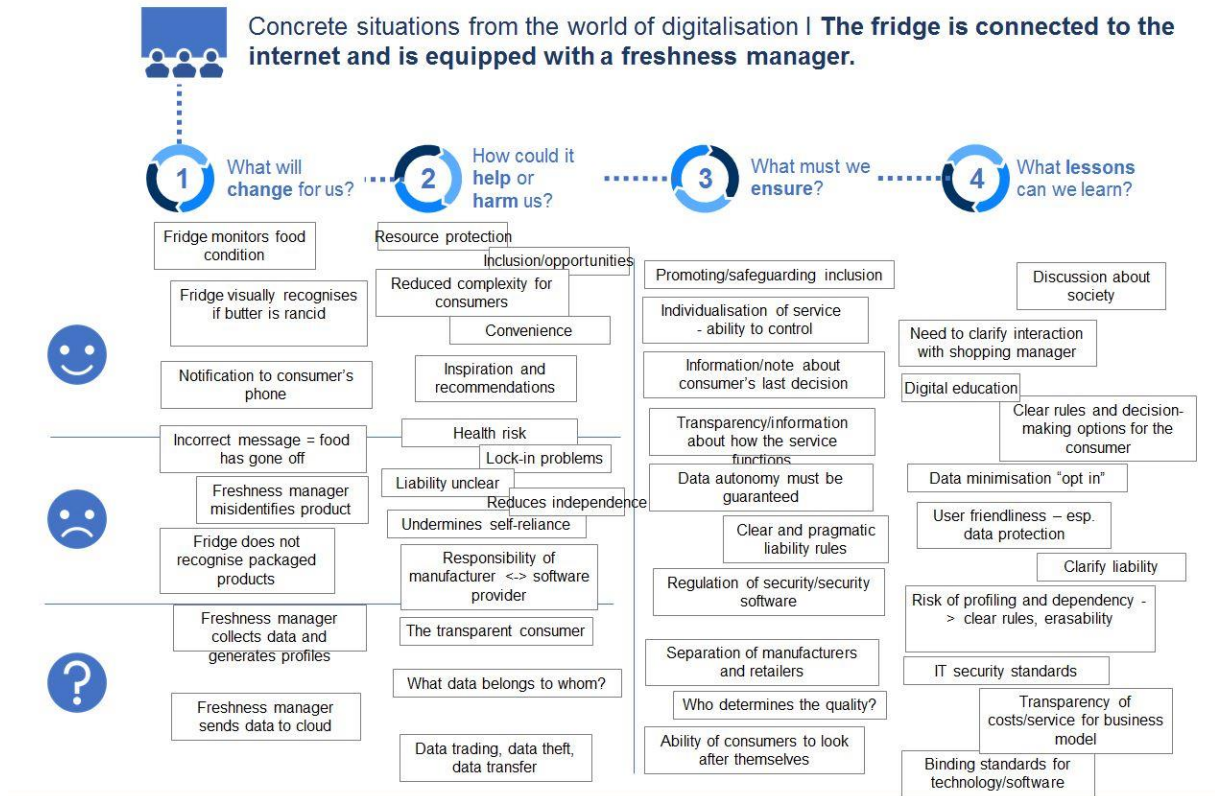 Concrete situations from the world of digitalisation I The fridge is connected to the
internet and is equipped with a freshness manager.
1
What will
change for us?
2
How could it
help or
harm us?
3
What must we
ensure?
4
What lessons
can we learn?
Fridge monitors food
condition
Fridge visually recognises
if butter is rancid
Notification to consumer's
phone
Incorrect message = food
has gone off
Freshness manager
misidentifies product
Fridge does not
recognise packaged
products
Freshness manager
collects data and
generates profiles
Freshness manager
sends data to cloud
Resource protection
Inclusion/opportunities
Reduced complexity for
consumers
Convenience
Inspiration and
recommendations
Health risk
Lock-in problems
Liability unclear
Reduces independence
Undermines self-reliance
Responsibility of
manufacturer <-> software
provider
The transparent consumer
What data belongs to whom?
Data trading, data theft,
data transfer
Promoting/safeguarding inclusion
Individualisation of service
- ability to control
Information/note about
consumer's last decision
Transparency/information
about how the service
functions
Data autonomy must be
guaranteed
Clear and pragmatic
liability rules
Regulation of security/security
software
Separation of manufacturers
and retailers
Who determines the quality?
Ability of consumers to look
after themselves
Discussion about
society
Need to clarify interaction
with shopping manager
Digital education
Clear rules and decision-
making options for the
consumer
Data minimisation “opt in”
User friendliness – esp.
data protection
Clarify liability
Risk of profiling and dependency -
> clear rules, erasability
IT security standards
Transparency of
costs/service for business
model
Binding standards for
technology/software
?